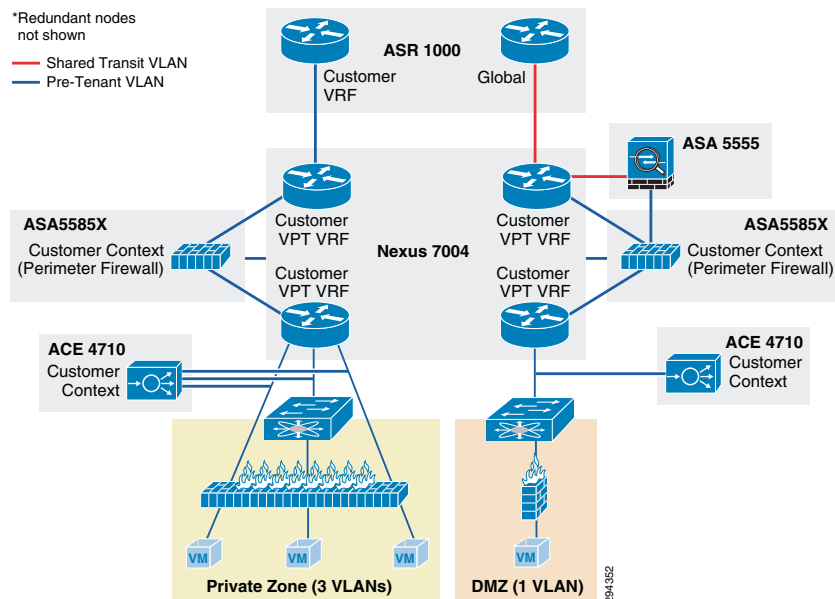 *Redundant nodes
not shown
Shared Transit VLAN
Pre-Tenant VLAN
ASR 1000
Customer
VRF
Global
ASA 5555
Customer
VPT VRF
Customer
VPT VRF
ASA5585X
Customer Context
(Perimeter Firewall)
Nexus 7004
ASA5585X
Customer Context
(Perimeter Firewall)
Customer
VPT VRF
Customer
VPT VRF
ACE 4710
Customer
Context
ACE 4710
Customer
Context
VM
VM
VM
VM
Private Zone (3 VLANs)
DMZ (1 VLAN)
294352